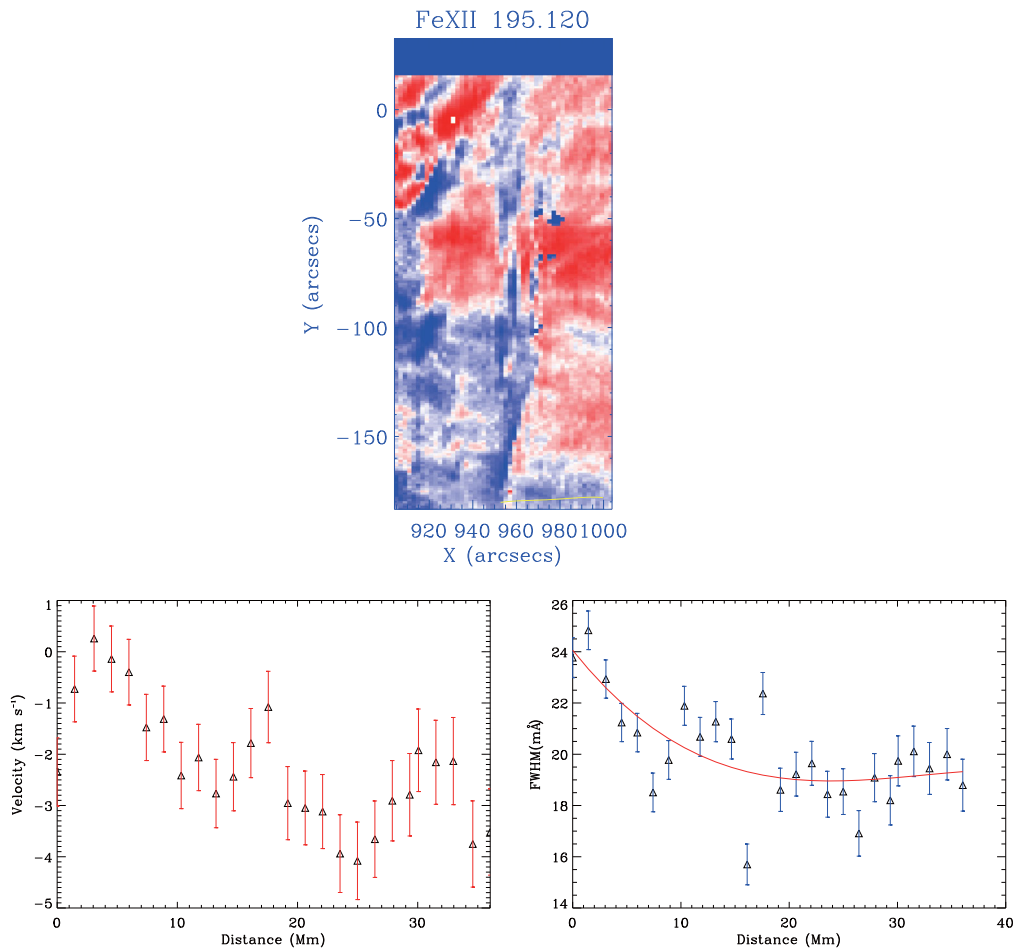 FeXII 195.120
0
−50
−100
−150
Y (arcsecs)
920 940 960 980 1000
X (arcsecs)
1
0
−1
−2
−3
−4
−5
Velocity (km s⁻¹)
0 10 20 30
Distance (Mm)
26
24
22
20
18
16
14
FWHM(mÅ)
0 10 20 30 40
Distance (Mm)